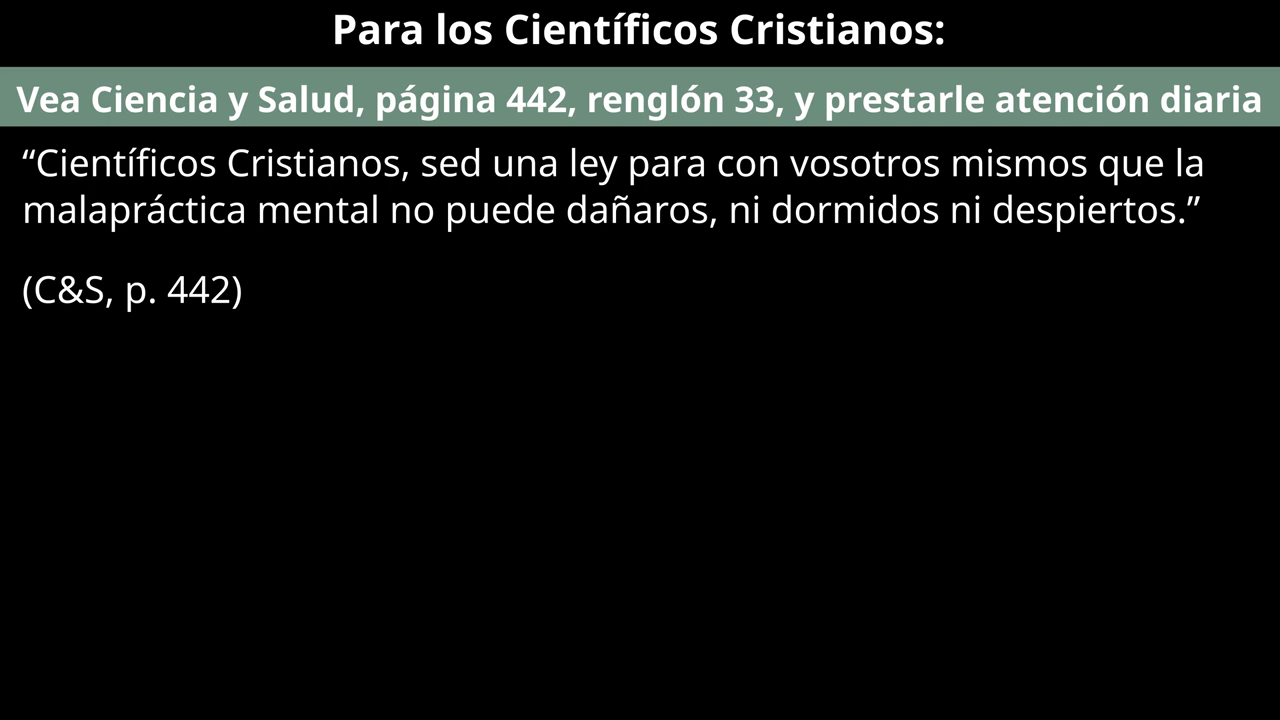 Para los Científicos Cristianos:
Vea Ciencia y Salud, página 442, renglón 33, y prestarle atención diaria
“Científicos Cristianos, sed una ley para con vosotros mismos que la
malapráctica mental no puede dañaros, ni dormidos ni despiertos.”
(C&S, p. 442)